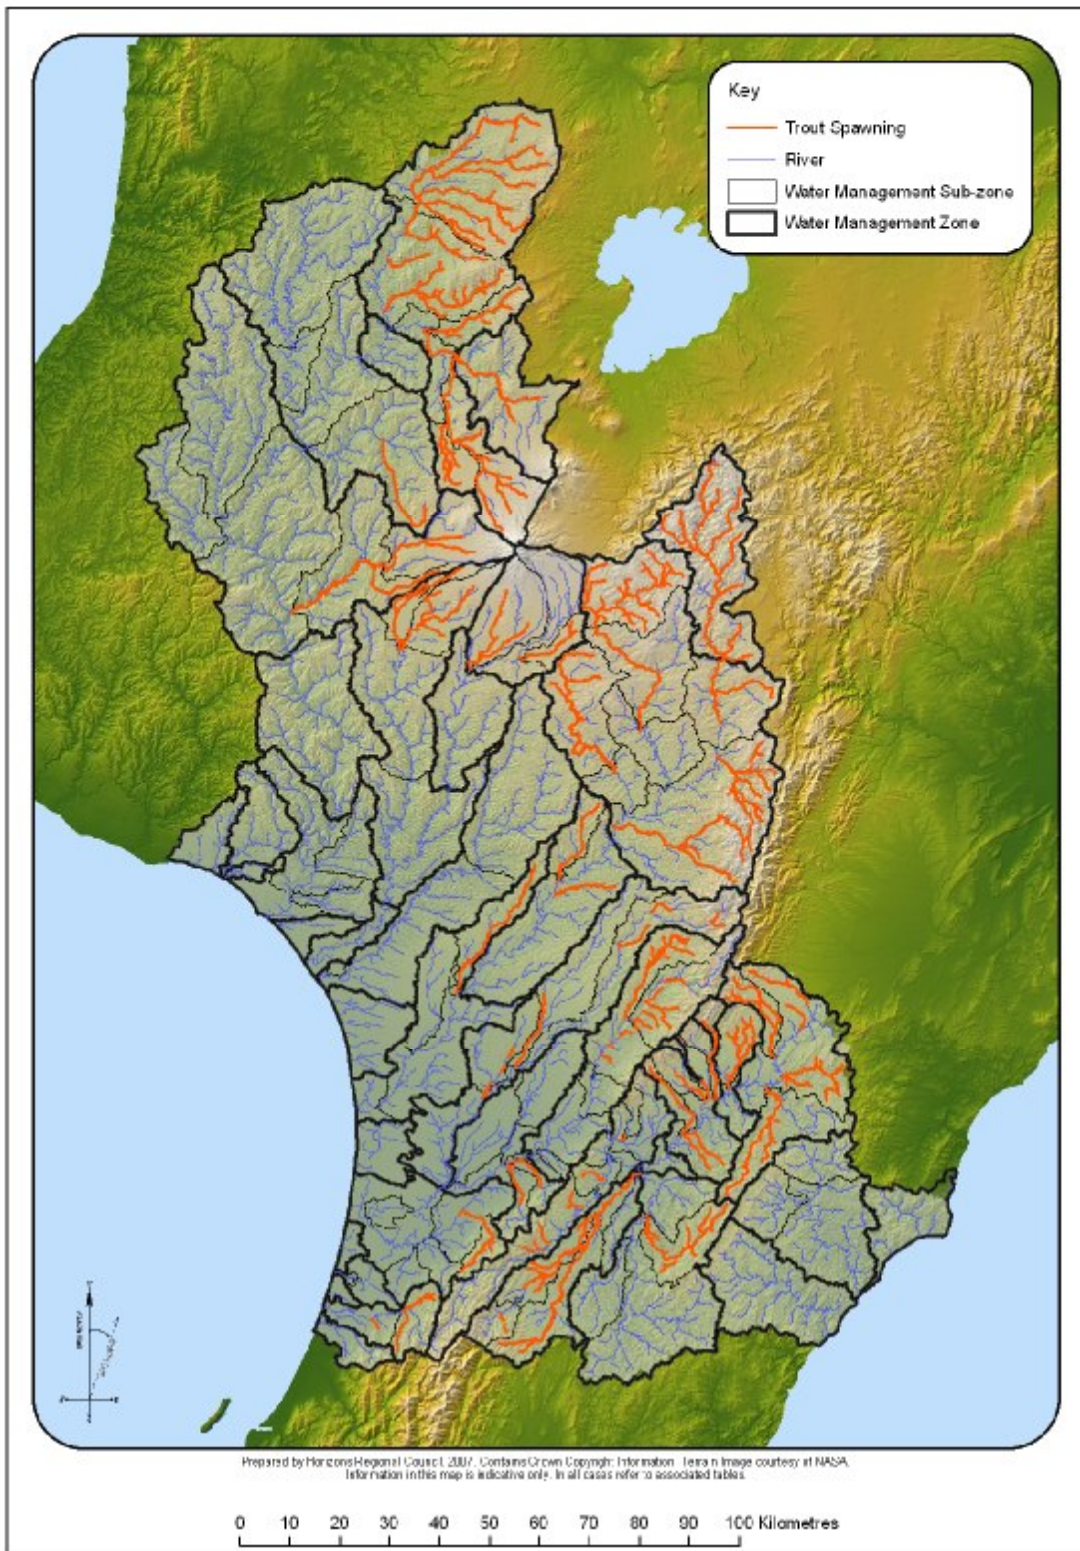 Key
Trout Spawning
River
Water Management Sub-zone
Water Management Zone
Prepared by Horizons Regional Council, 2007. Contains Crown Copyright Information. Terrain Image courtesy of NASA.
Information in this map is indicative only. In all cases refer to associated tables.
0 10 20 30 40 50 60 70 80 90 100 Kilometres